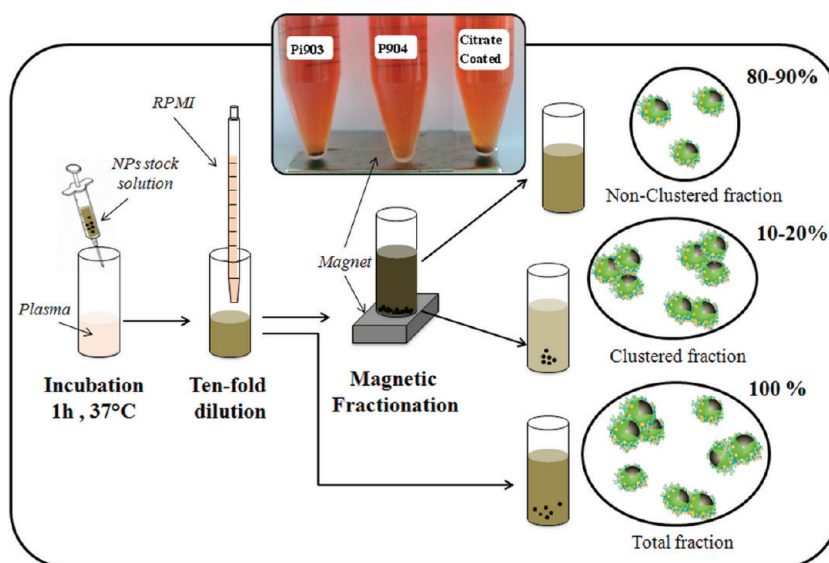 Pi903
P904
Citrate
Coated
80-90%
RPMI
NPs stock
solution
Non-Clustered fraction
10-20%
Magnet
Plasma
Clustered fraction
Incubation
1h , 37°C
Ten-fold
dilution
Magnetic
Fractionation
100 %
Total fraction